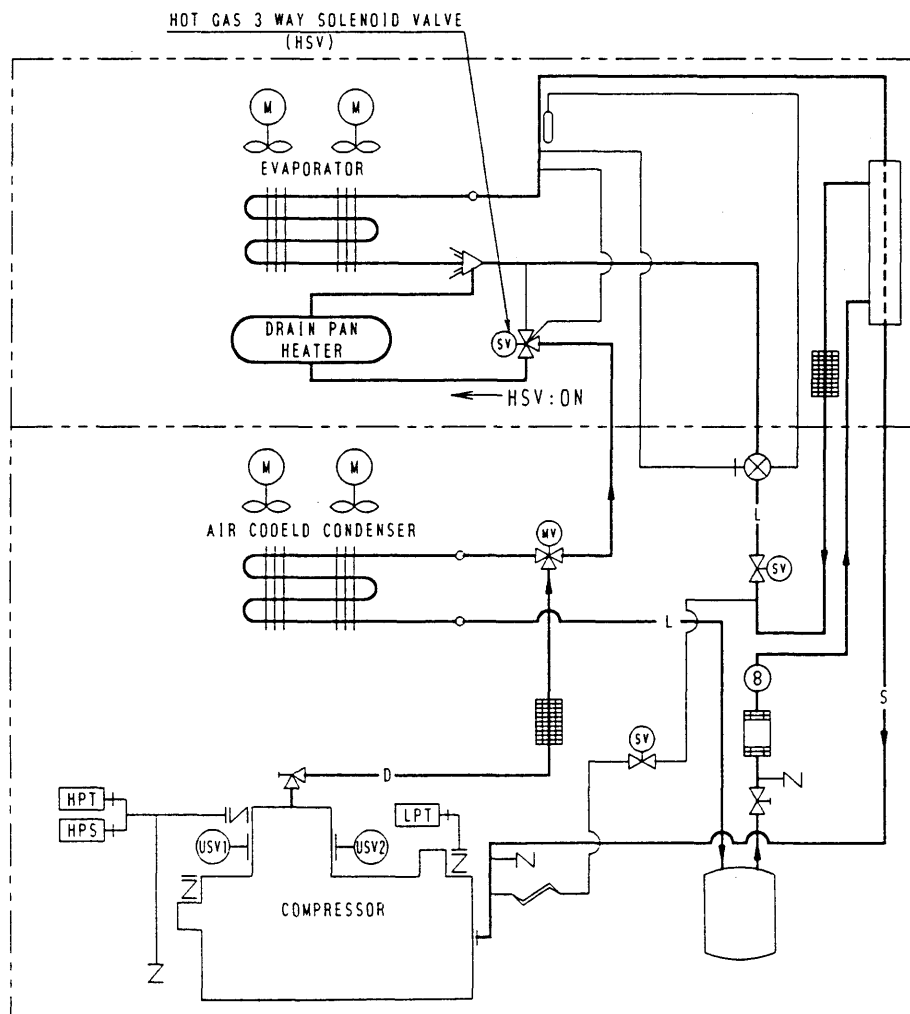 HOT GAS 3 WAY SOLENOID VALVE
(HSV)
M
M
EVAPORATOR
DRAIN PAN
HEATER
SV
HSV:ON
M
M
AIR COOELD CONDENSER
MV
L
SV
L
8
S
SV
D
HPT
HPS
LPT
USV1
USV2
COMPRESSOR